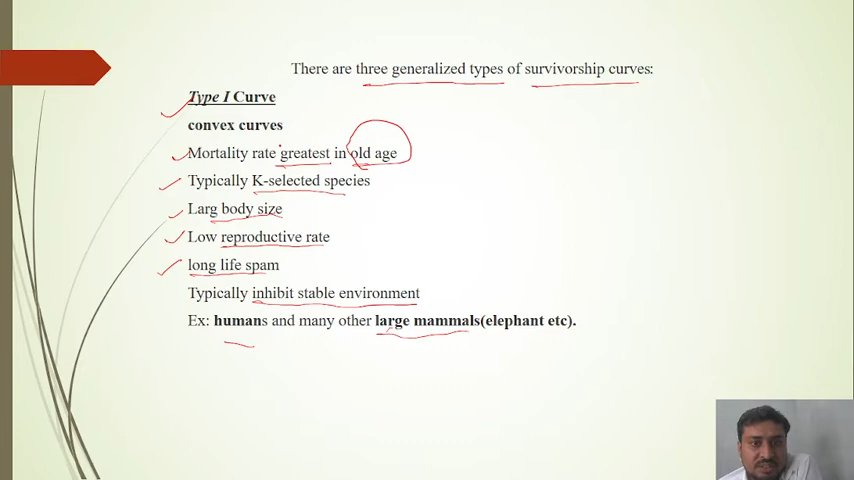 There are three generalized types of survivorship curves:
Type I Curve
convex curves
Mortality rate greatest in old age
Typically K-selected species
Larg body size
Low reproductive rate
long life spam
Typically inhibit stable environment
Ex: humans and many other large mammals(elephant etc).